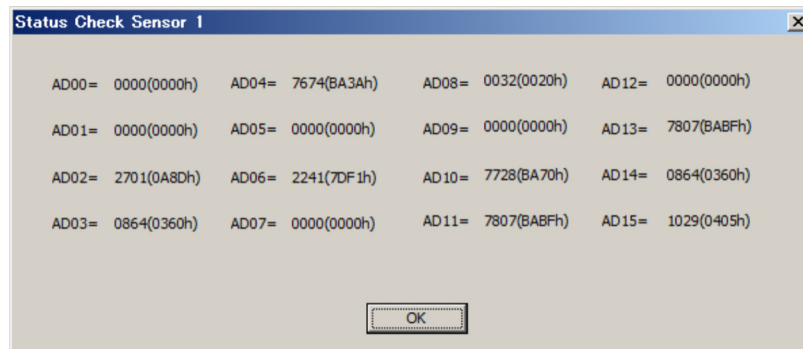 Status Check Sensor 1
AD00= 0000(0000h) AD04= 7674(BA3Ah) AD08= 0032(0020h) AD12= 0000(0000h)
AD01= 0000(0000h) AD05= 0000(0000h) AD09= 0000(0000h) AD13= 7807(BABFh)
AD02= 2701(0A8Dh) AD06= 2241(7DF1h) AD10= 7728(BA70h) AD14= 0864(0360h)
AD03= 0864(0360h) AD07= 0000(0000h) AD11= 7807(BABFh) AD15= 1029(0405h)
OK